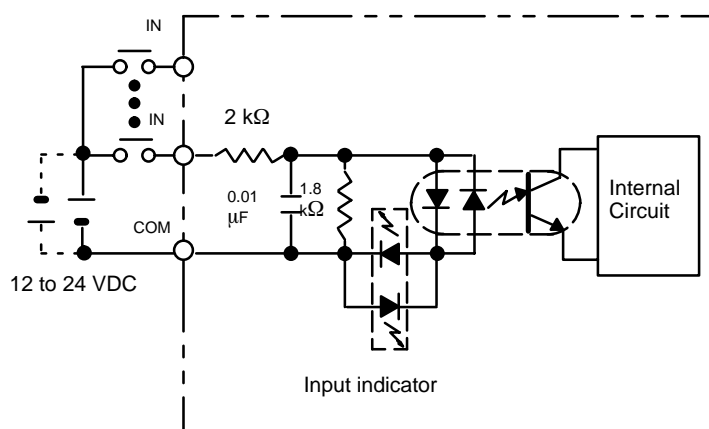 IN
IN
2 kΩ
0.01
µF
1.8
kΩ
Internal
Circuit
COM
12 to 24 VDC
Input indicator